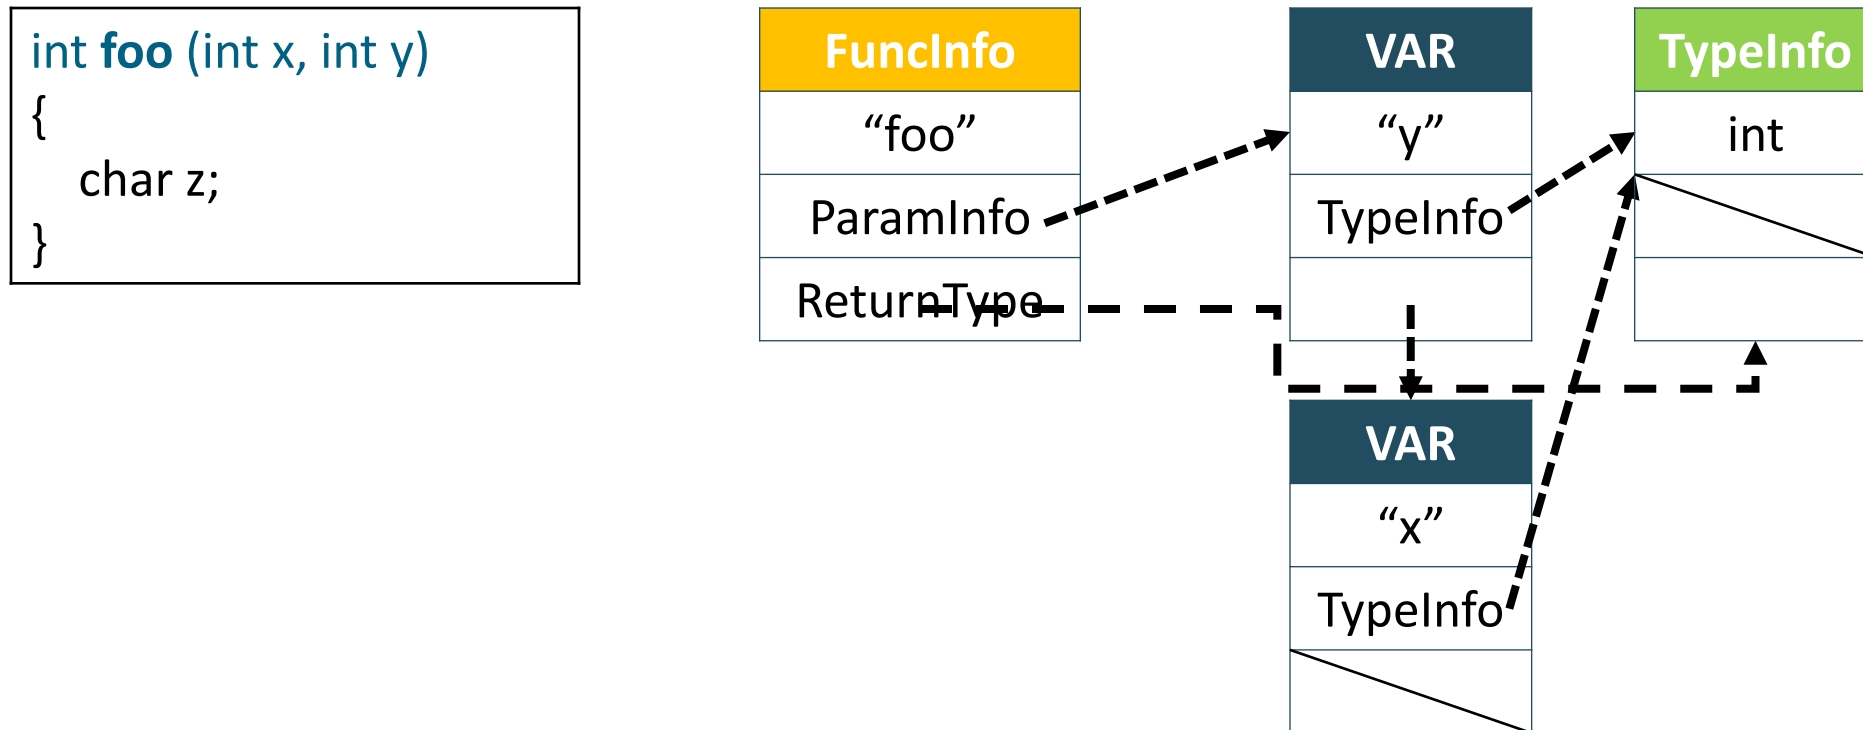 int foo (int x, int y)
{
char z;
}
FuncInfo
“foo”
ParamInfo
ReturnType
VAR
“y”
TypeInfo
TypeInfo
int
VAR
“x”
TypeInfo